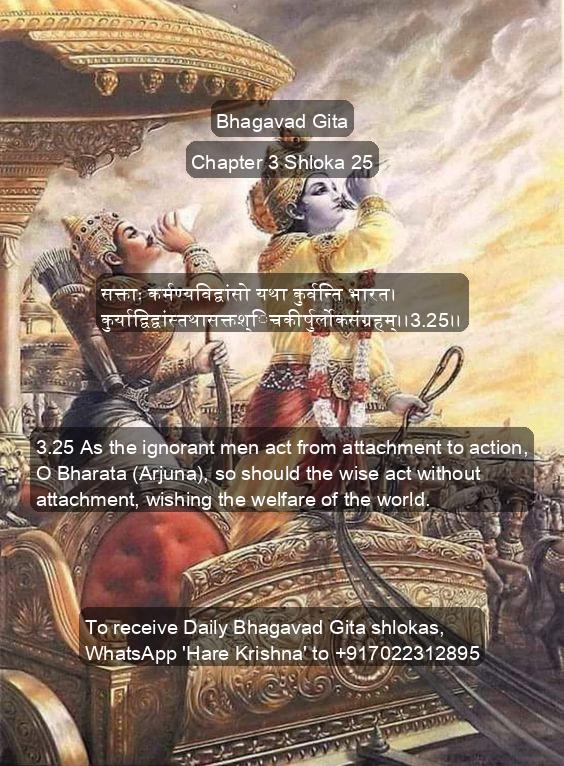 Bhagavad Gita
Chapter 3 Shloka 25
सक्ताः कर्मण्यविद्वांसो यथा कुर्वन्ति भारत।
कुर्याद्विद्वांस्तथासक्तश्िचकीर्षुर्लोकसंग्रहम्।।3.25।।
3.25 As the ignorant men act from attachment to action,
O Bharata (Arjuna), so should the wise act without
attachment, wishing the welfare of the world.
To receive Daily Bhagavad Gita shlokas,
WhatsApp 'Hare Krishna' to +917022312895